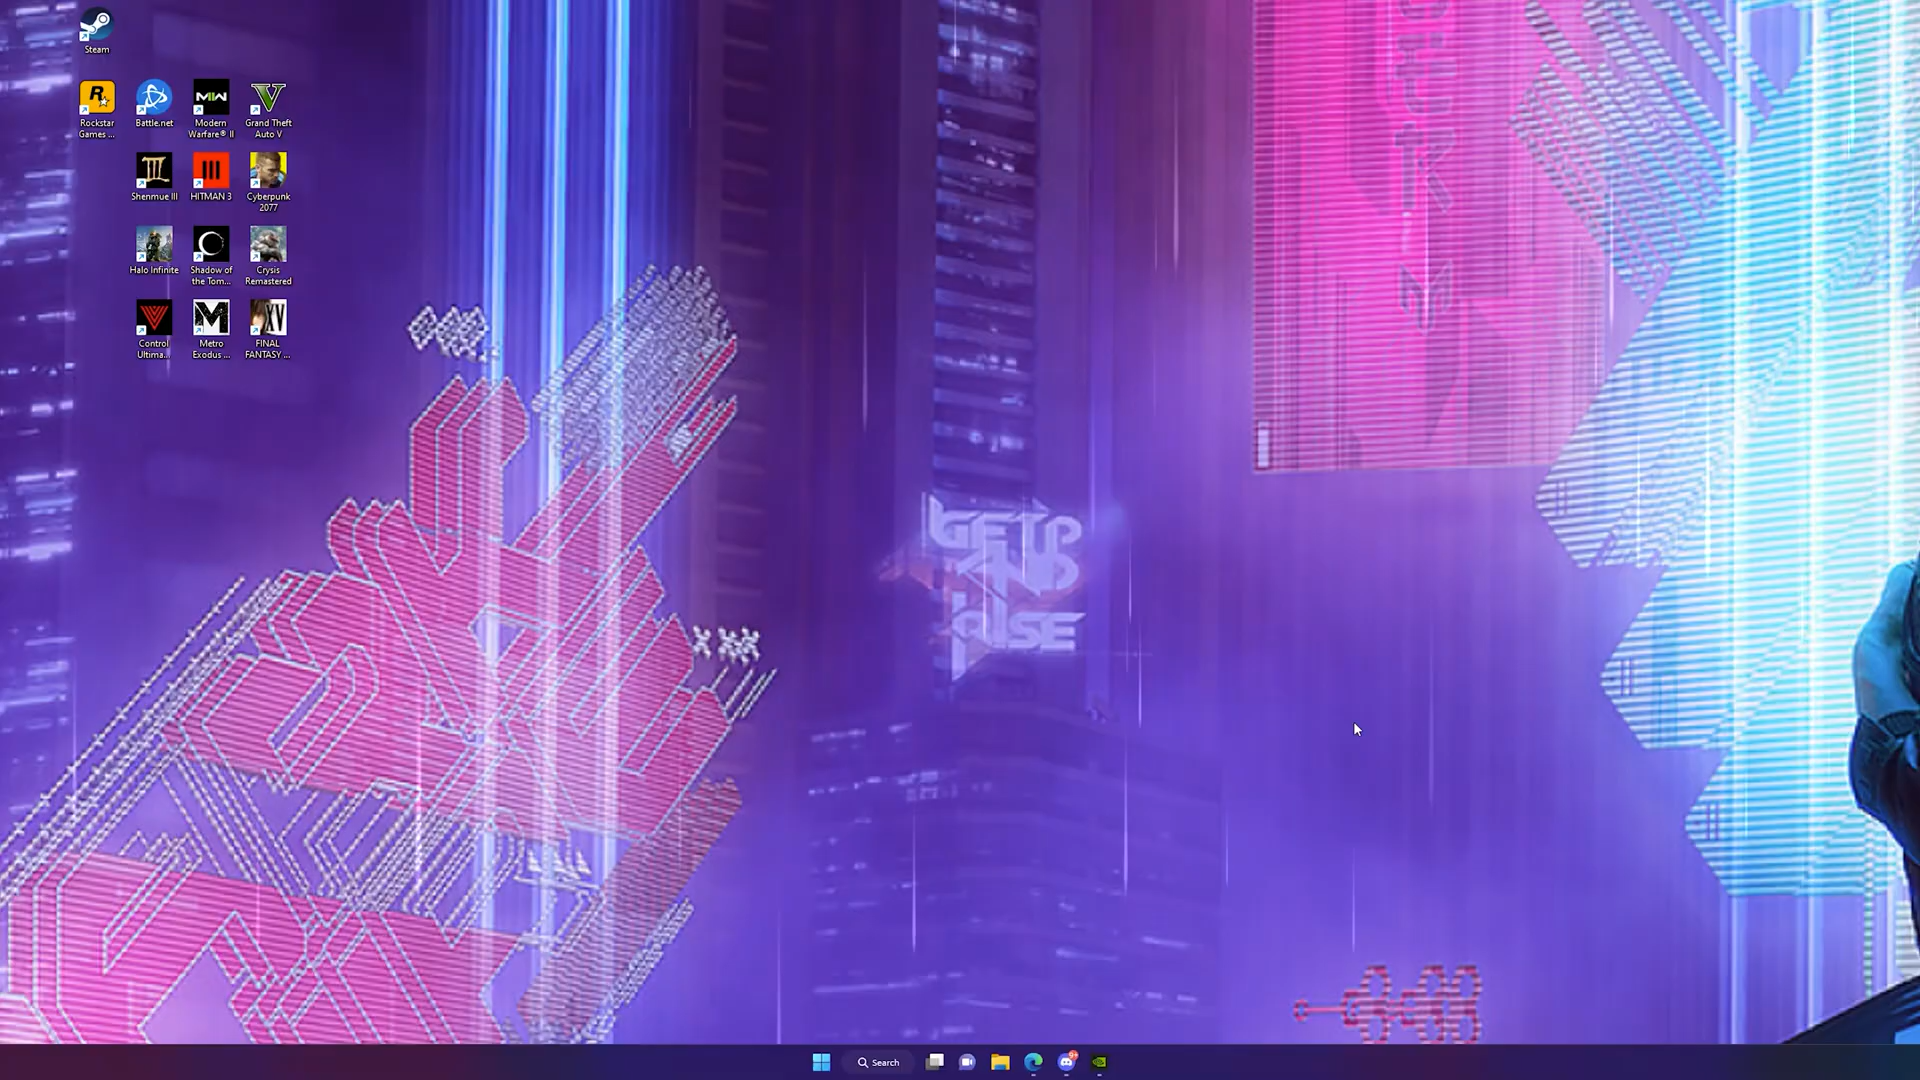 Steam
Rockstar
Games ...
Battle.net
Modern
Warfare® II
Grand Theft
Auto V
Shenmue III
HITMAN 3
Cyberpunk
2077
Halo Infinite
Shadow of
the Tom...
Crysis
Remastered
Control
Ultima...
Metro
Exodus ...
FINAL
FANTASY ...
Search